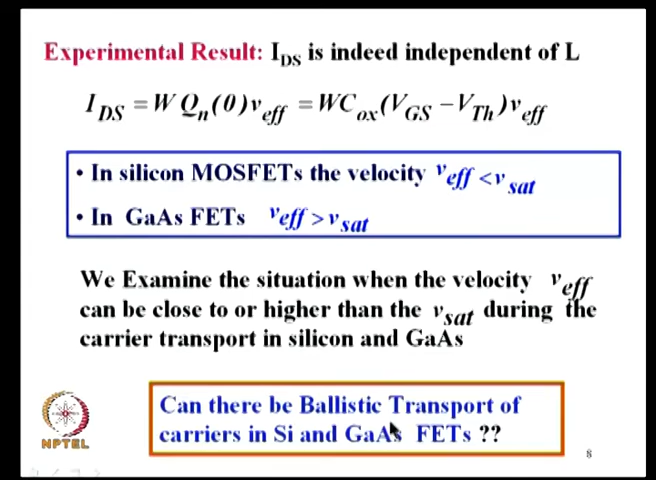 Experimental Result: I_DS is indeed independent of L
I_DS = W Q_n(0)v_eff = WC_ox(V_GS − V_Th)v_eff
• In silicon MOSFETs the velocity v_eff < v_sat
• In GaAs FETs v_eff > v_sat
We Examine the situation when the velocity v_eff
can be close to or higher than the v_sat during the
carrier transport in silicon and GaAs
Can there be Ballistic Transport of
carriers in Si and GaAs FETs ??
NPTEL
8